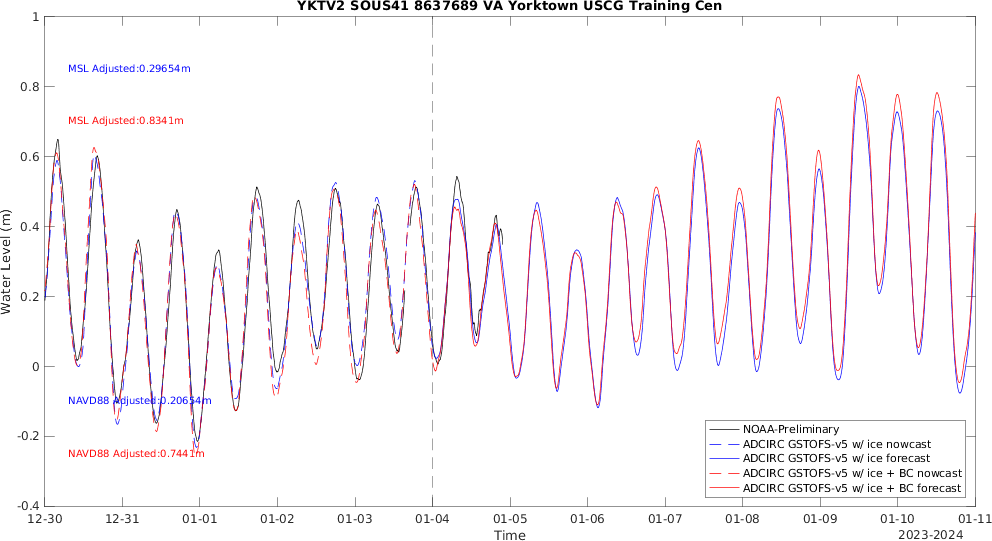 YKTV2 SOUS41 8637689 VA Yorktown USCG Training Cen
Water Level (m)
1
0.8
0.6
0.4
0.2
0
-0.2
-0.4
MSL Adjusted:0.29654m
MSL Adjusted:0.8341m
NAVD88 Adjusted:0.20654m
NAVD88 Adjusted:0.7441m
NOAA-Preliminary
ADCIRC GSTOFS-v5 w/ ice nowcast
ADCIRC GSTOFS-v5 w/ ice forecast
ADCIRC GSTOFS-v5 w/ ice + BC nowcast
ADCIRC GSTOFS-v5 w/ ice + BC forecast
12-30 12-31 01-01 01-02 01-03 01-04 01-05 01-06 01-07 01-08 01-09 01-10 01-11
Time
2023-2024